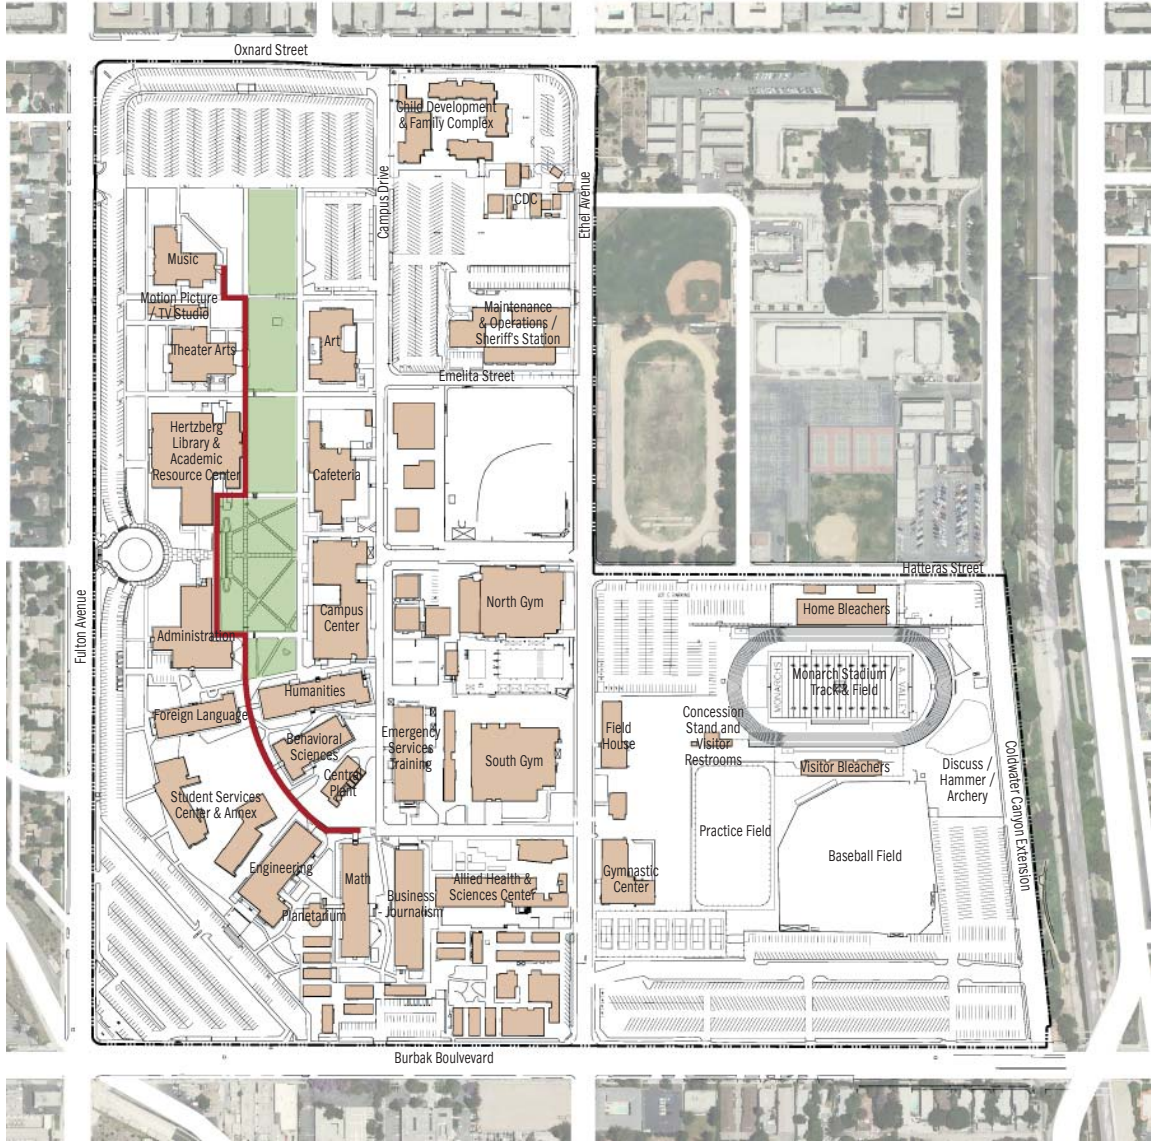 Oxnard Street
Child Development
& Family Complex
Campus Drive
CDC
Ethel Avenue
Music
Motion Picture
/ TV Studio
Theater Arts
Art
Maintenance
& Operations /
Sheriff's Station
Emelita Street
Hertzberg
Library &
Academic
Resource Center
Cafeteria
Hatteras Street
Fulton Avenue
Administration
Campus
Center
North Gym
LOT C PARKING
Home Bleachers
Monarch Stadium /
Track & Field
MONARCHS
L.A. VALLEY
Humanities
Foreign Language
Behavioral
Sciences
Central
Plant
Emergency
Services
Training
South Gym
Field
House
Concession
Stand and
Visitor
Restrooms
Visitor Bleachers
Discuss /
Hammer /
Archery
Coldwater Canyon Extension
Student Services
Center & Annex
Engineering
Planetarium
Math
Business
- Journalism
Allied Health &
Sciences Center
Gymnastic
Center
Practice Field
Baseball Field
Burbak Boulvevard